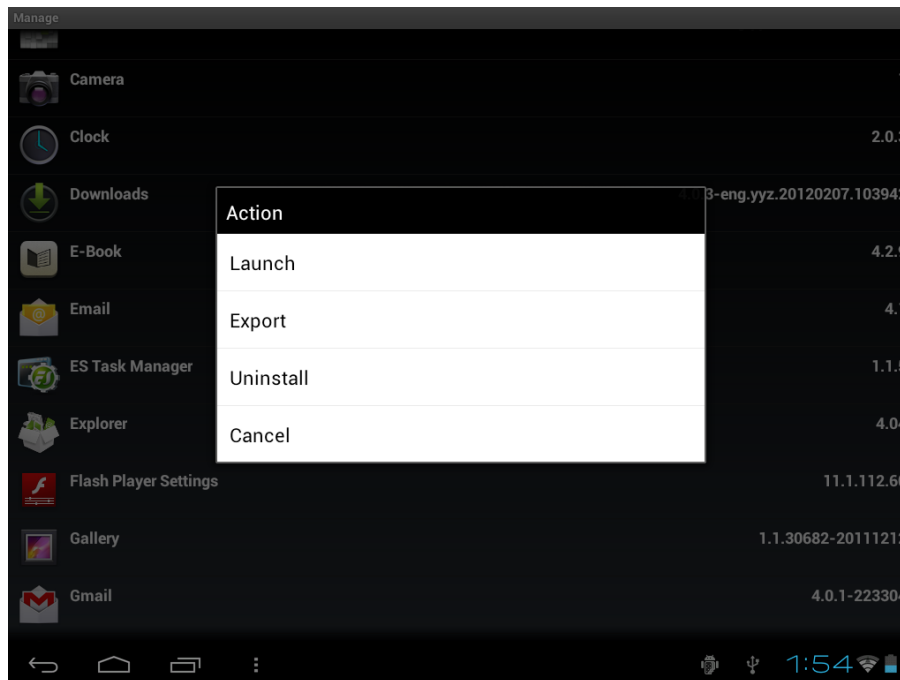 Manage
Camera
Clock 2.0.
Downloads 3-eng.yyz.20120207.10394
Action
Launch
E-Book 4.2.
Export
Email 4.
Uninstall
ES Task Manager 1.1.
Cancel
Explorer 4.0
Flash Player Settings 11.1.112.6
Gallery 1.1.30682-2011121
Gmail 4.0.1-22330
1:54